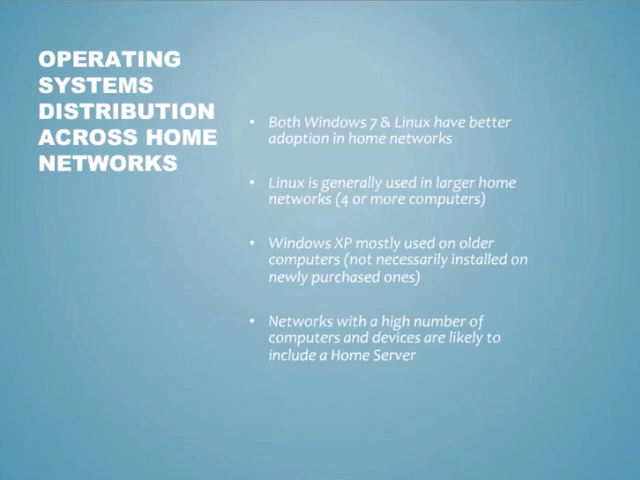 OPERATING
SYSTEMS
DISTRIBUTION
ACROSS HOME
NETWORKS
• Both Windows 7 & Linux have better
adoption in home networks
• Linux is generally used in larger home
networks (4 or more computers)
• Windows XP mostly used on older
computers (not necessarily installed on
newly purchased ones)
• Networks with a high number of
computers and devices are likely to
include a Home Server